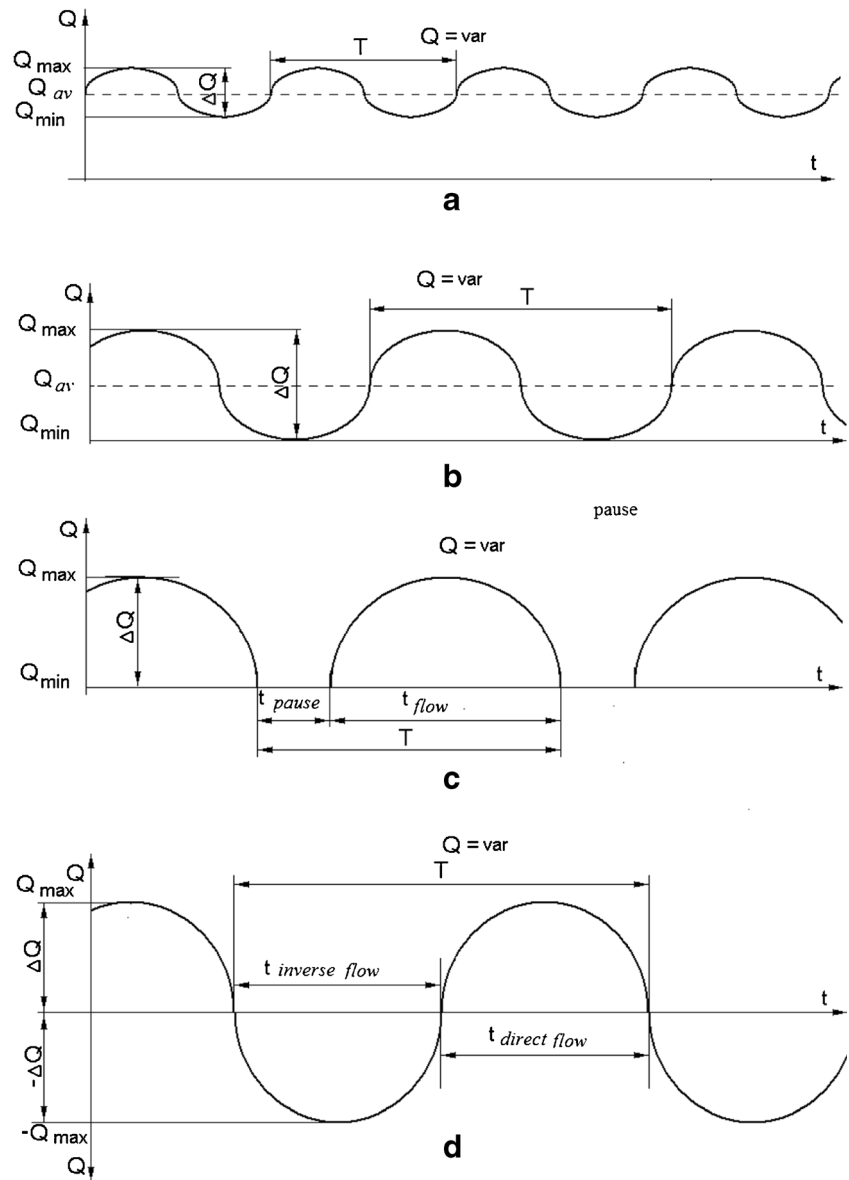 Q
Q = var
T
Q max
ΔQ
Q av
Q min
t
a
Q = var
Q
T
Q max
ΔQ
Q av
Q min
t
b
pause
Q
Q = var
Q max
ΔQ
Q min
t
t pause
t flow
T
c
Q = var
Q
T
Q max
ΔQ
t inverse flow
t
t direct flow
-ΔQ
-Q max
Q
d